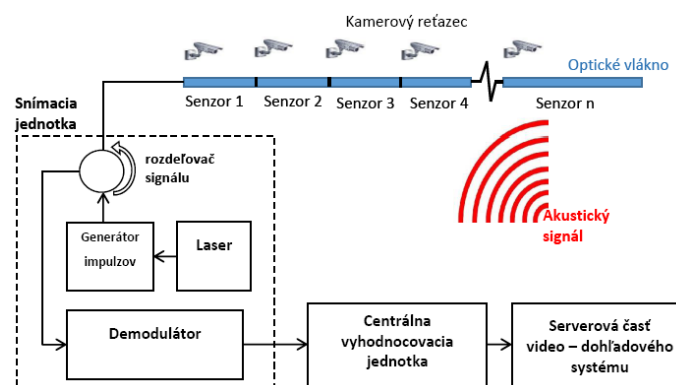 Kamerový reťazec
Optické vlákno
Senzor 1
Senzor 2
Senzor 3
Senzor 4
Senzor n
Snímacia
jednotka
rozdeľovač
signálu
Akustický
signál
Generátor
impulzov
Laser
Demodulátor
Centrálna
vyhodnocovacia
jednotka
Serverová časť
video – dohľadového
systému